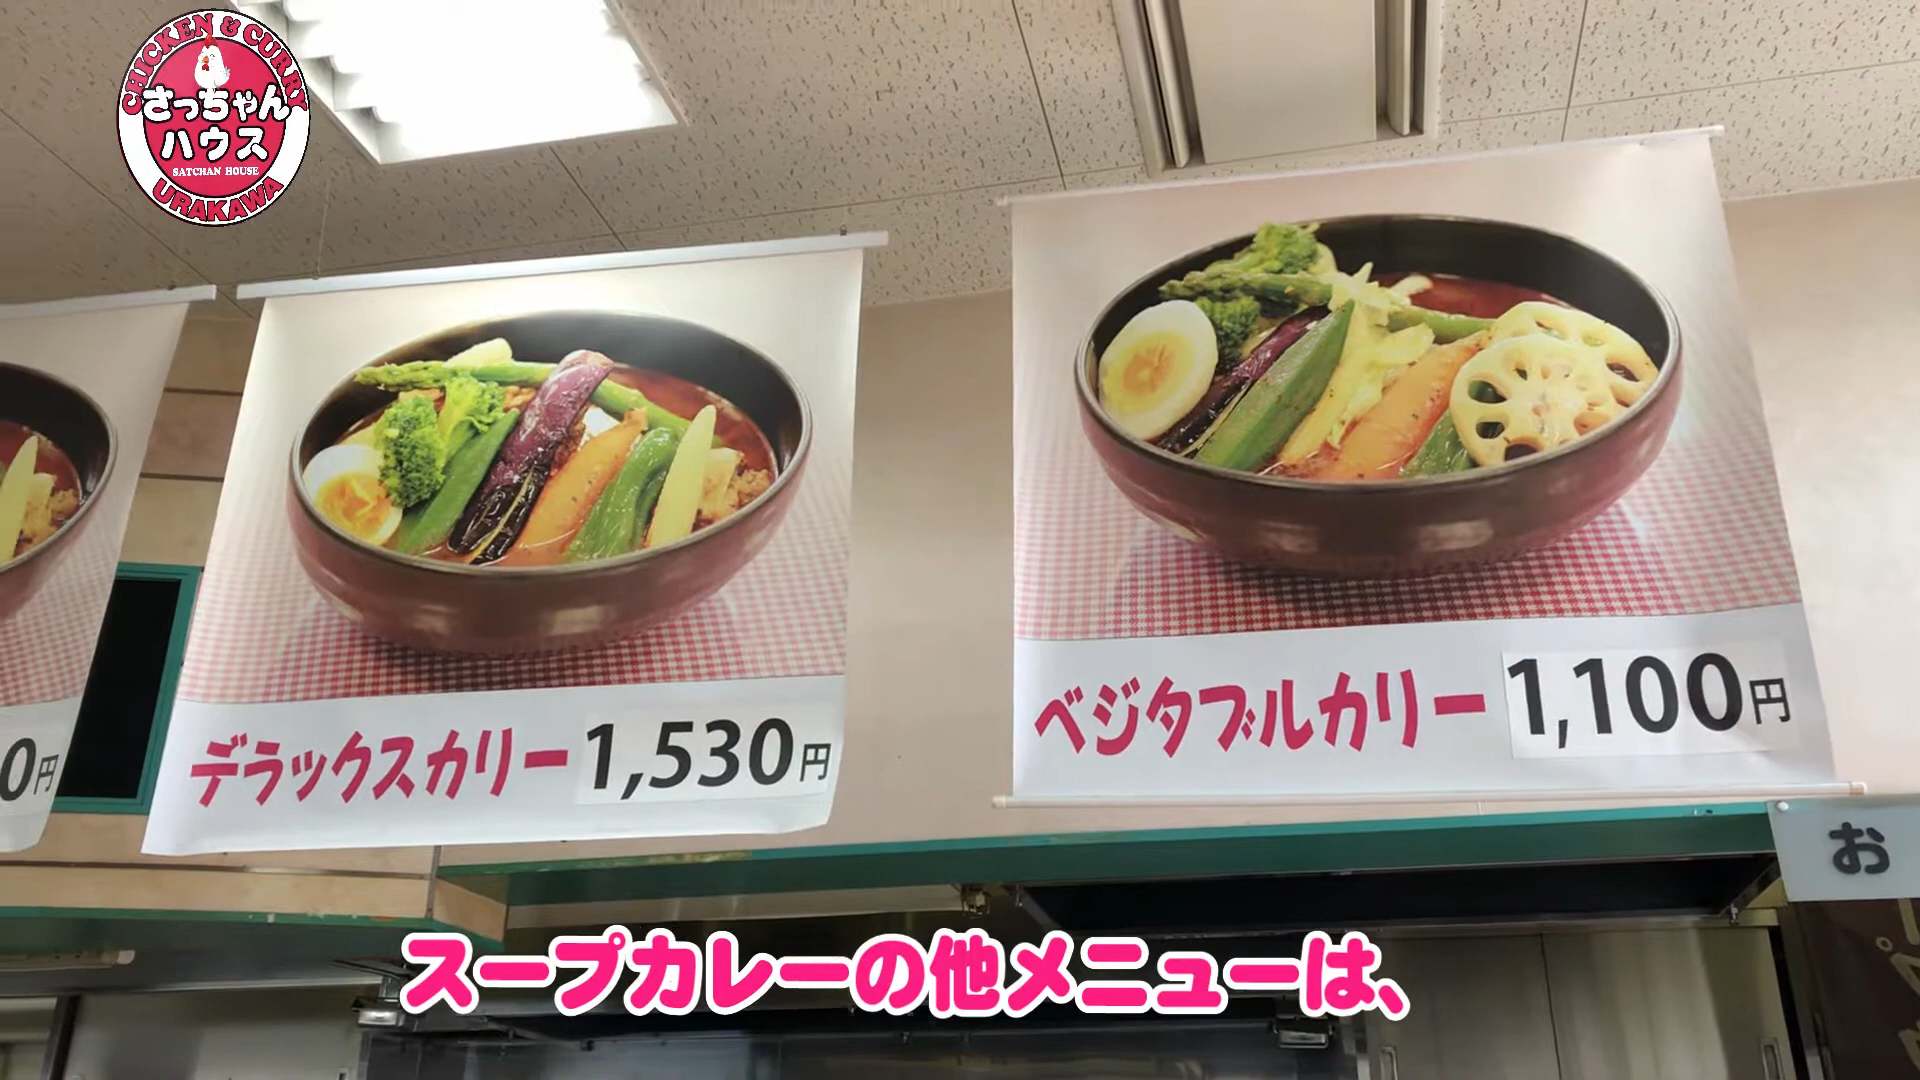 CHICKEN & CURRY
さっちゃん
ハウス
SATCHAN HOUSE
URAKAWA
0円
デラックスカリー 1,530円
ベジタブルカリー 1,100円
お
スープカレーの他メニューは、